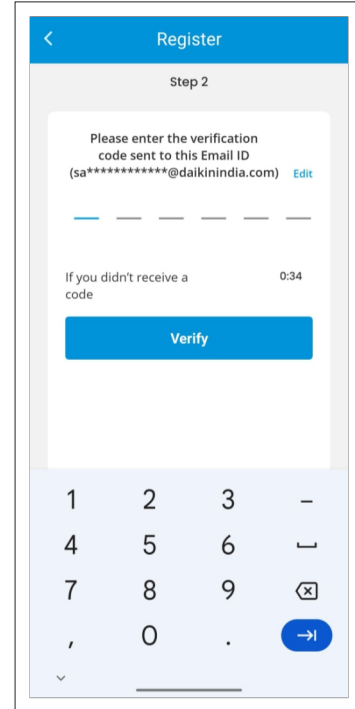 Register
Step 2
Please enter the verification
code sent to this Email ID
(sa************@daikinindia.com) Edit
If you didn't receive a
code
0:34
Verify
1 2 3 –
4 5 6
7 8 9
, 0 .